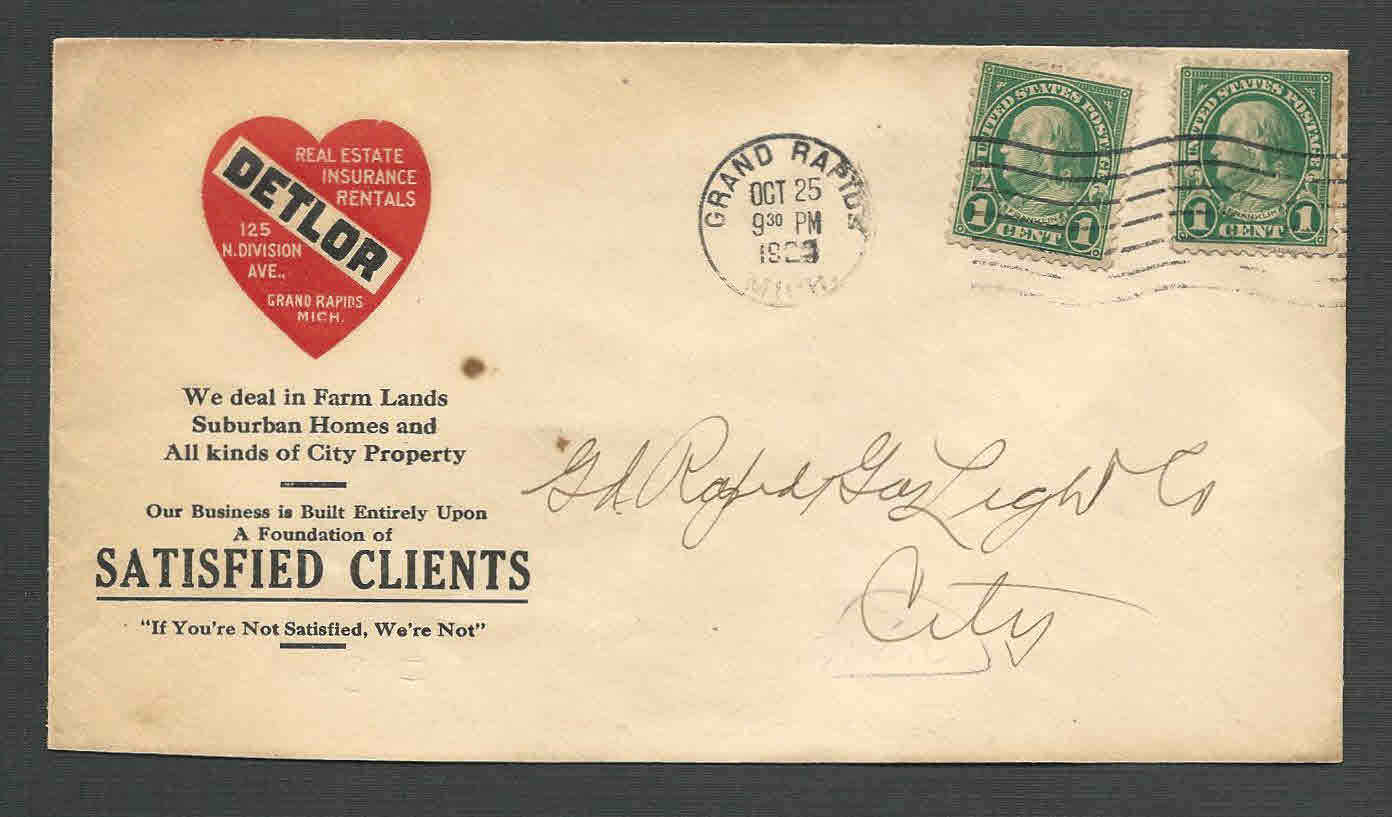 REAL ESTATE
INSURANCE
RENTALS
DETLOR
125
N. DIVISION
AVE.,
GRAND RAPIDS
MICH.
We deal in Farm Lands
Suburban Homes and
All kinds of City Property
Our Business is Built Entirely Upon
A Foundation of
SATISFIED CLIENTS
"If You're Not Satisfied, We're Not"
GRAND RAPIDS
OCT 25
9 30 PM
UNITED STATES POSTAGE
FRANKLIN
1 CENT 1
UNITED STATES POSTAGE
FRANKLIN
1 CENT 1
Gd. Rapids Gas Light Co
City